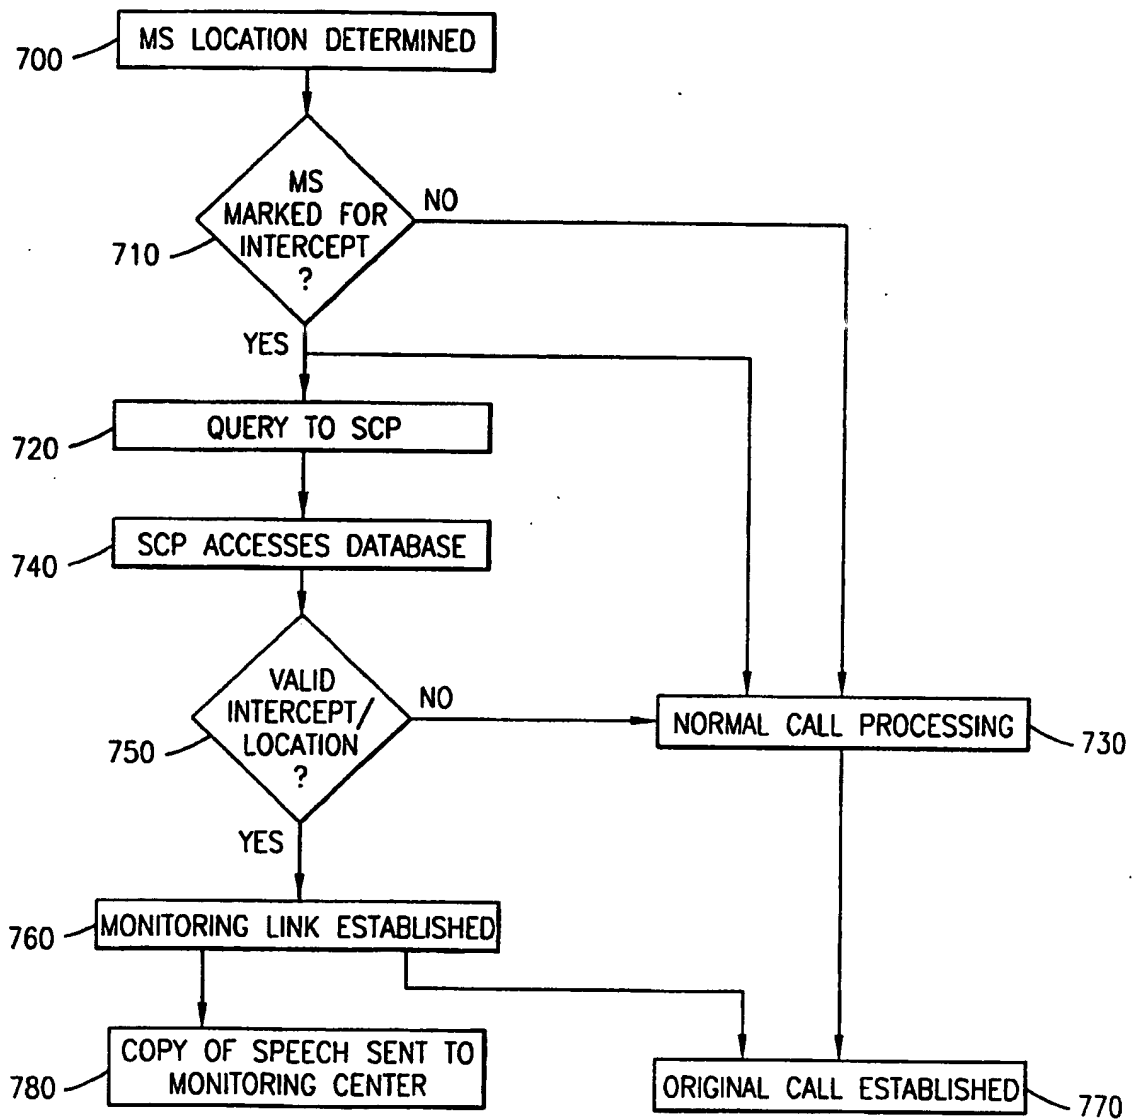 MS LOCATION DETERMINED
700
MS
MARKED FOR
INTERCEPT
?
710
NO
YES
QUERY TO SCP
720
SCP ACCESSES DATABASE
740
VALID
INTERCEPT/
LOCATION
?
750
NO
NORMAL CALL PROCESSING
730
YES
MONITORING LINK ESTABLISHED
760
COPY OF SPEECH SENT TO
MONITORING CENTER
780
ORIGINAL CALL ESTABLISHED
770